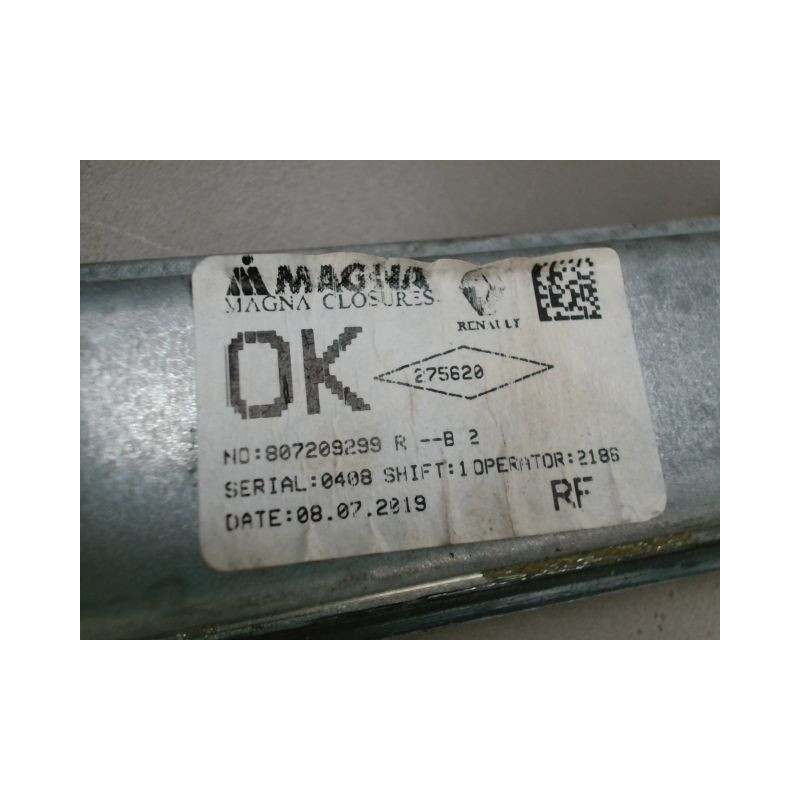 MAGNA
MAGNA CLOSURES
RENAULT
OK
275620
NO:807209299 R --B 2
SERIAL:0408 SHIFT:1 OPERATOR:2186
DATE:08.07.2019
RF